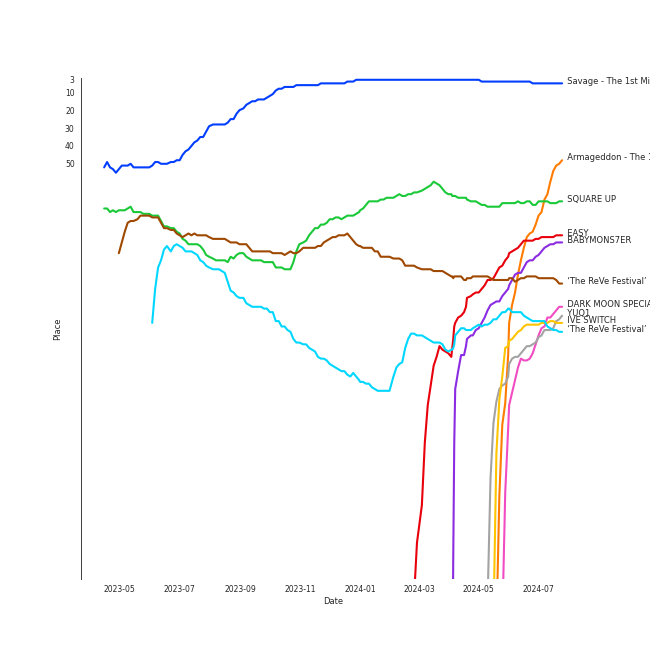 3
10
20
30
40
50
Place
Savage - The 1st Mi
Armageddon - The 1
SQUARE UP
EASY
BABYMONS7ER
'The ReVe Festival'
DARK MOON SPECIA
YUQ1
IVE SWITCH
'The ReVe Festival'
2023-05 2023-07 2023-09 2023-11 2024-01 2024-03 2024-05 2024-07
Date